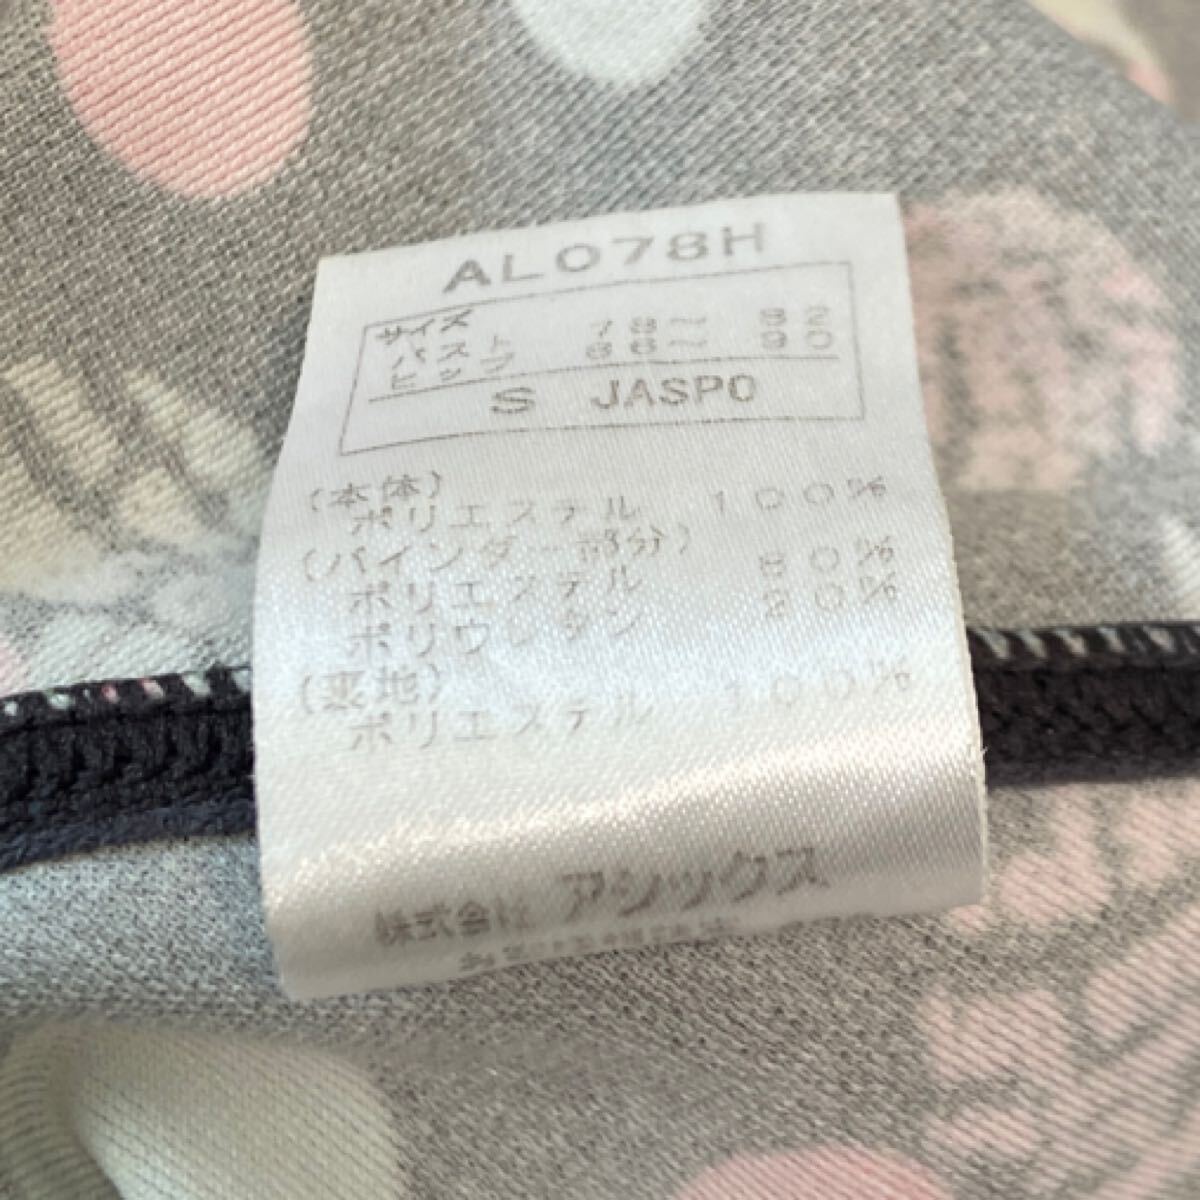 AL078H
サイズ
バスト 78〜 82
ヒップ 86〜 90
S JASPO
(本体)
ポリエステル 100%
(バインダー部分)
ポリエステル 80%
ポリウレタン 20%
(裏地)
ポリエステル 100%
株式会社 アシックス